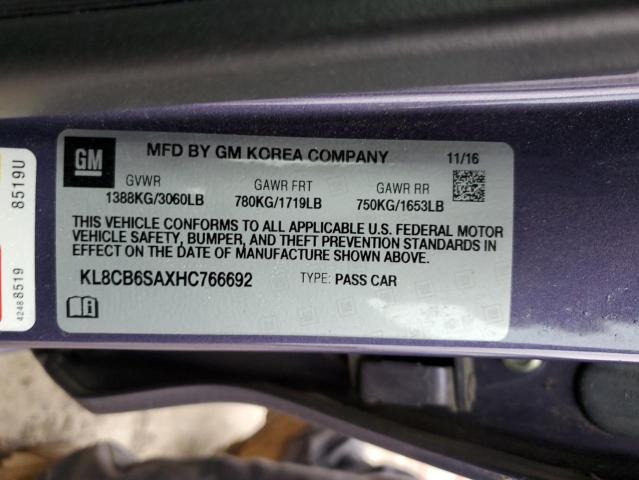 GM
MFD BY GM KOREA COMPANY 11/16
GVWR GAWR FRT GAWR RR
1388KG/3060LB 780KG/1719LB 750KG/1653LB
THIS VEHICLE CONFORMS TO ALL APPLICABLE U.S. FEDERAL MOTOR
VEHICLE SAFETY, BUMPER, AND THEFT PREVENTION STANDARDS IN
EFFECT ON THE DATE OF MANUFACTURE SHOWN ABOVE.
KL8CB6SAXHC766692 TYPE: PASS CAR
8519U
42488519